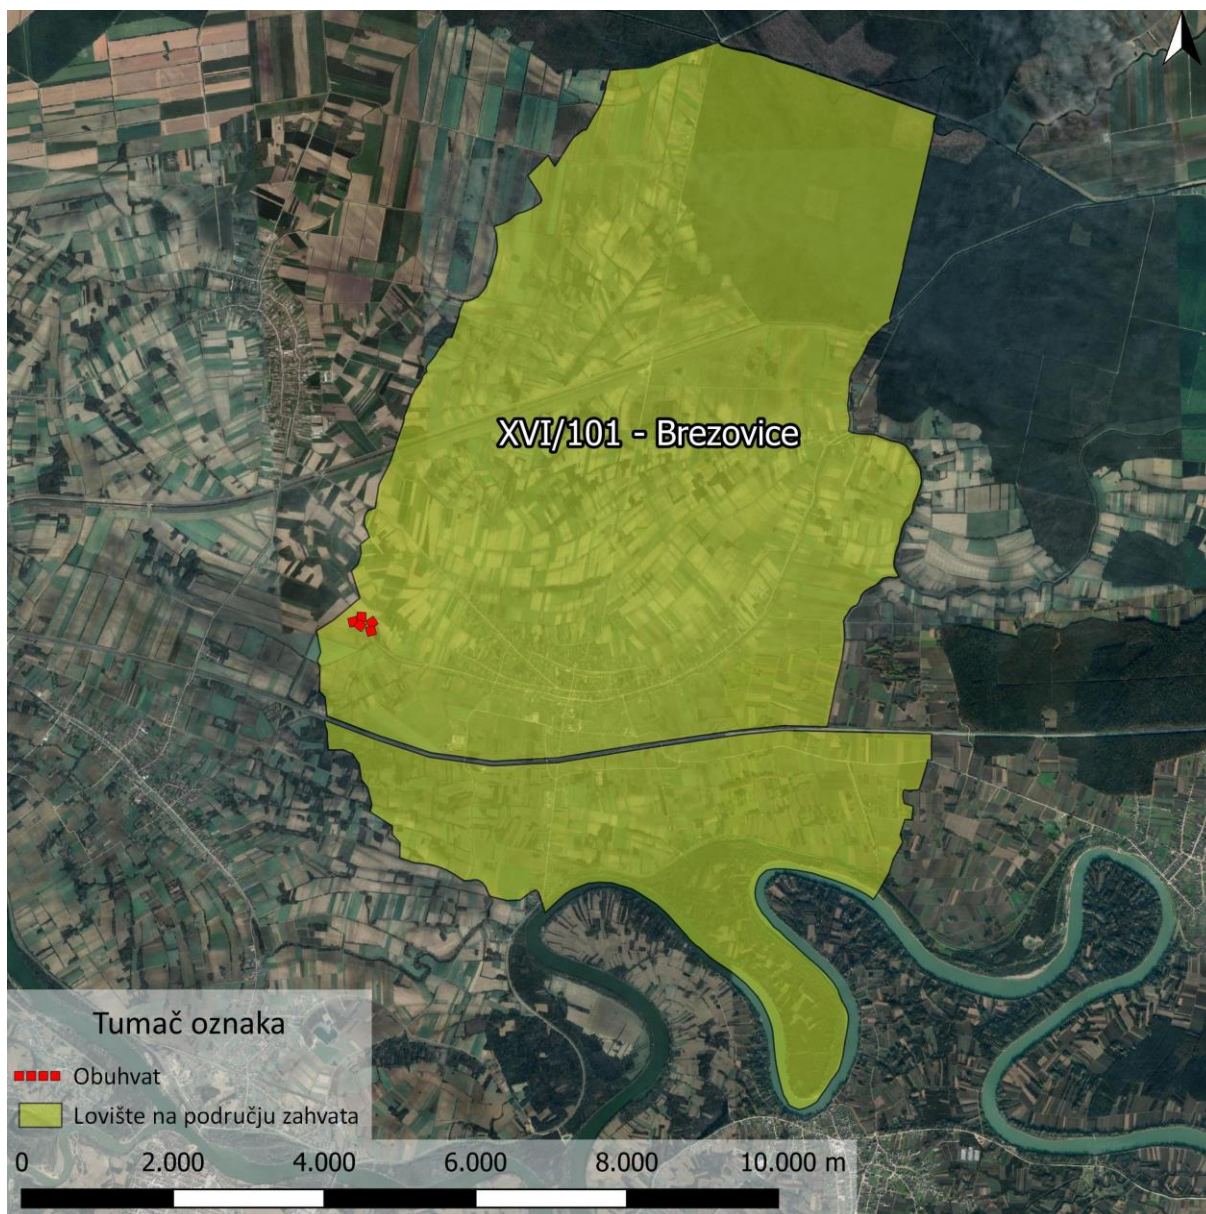 XVI/101 - Brezovice
Tumač oznaka
Obuhvat
Lovište na području zahvata
0 2.000 4.000 6.000 8.000 10.000 m